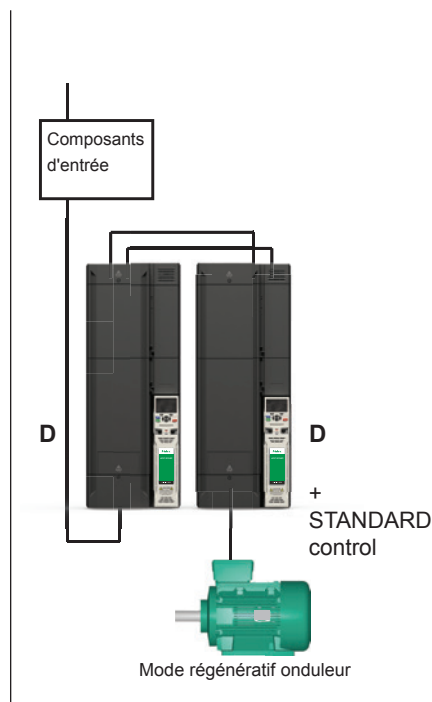 Composants
d'entrée
D
D
+
STANDARD
control
Mode régénératif onduleur